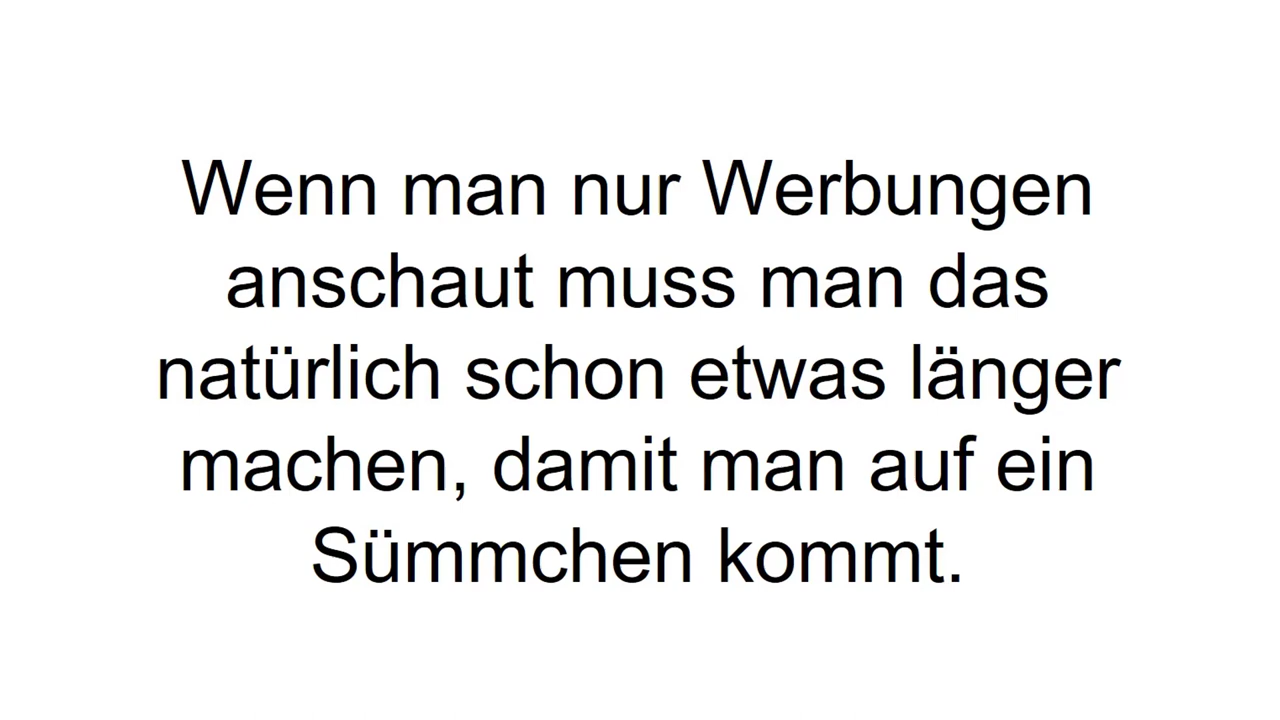 Wenn man nur Werbungen
anschaut muss man das
natürlich schon etwas länger
machen, damit man auf ein
Sümmchen kommt.